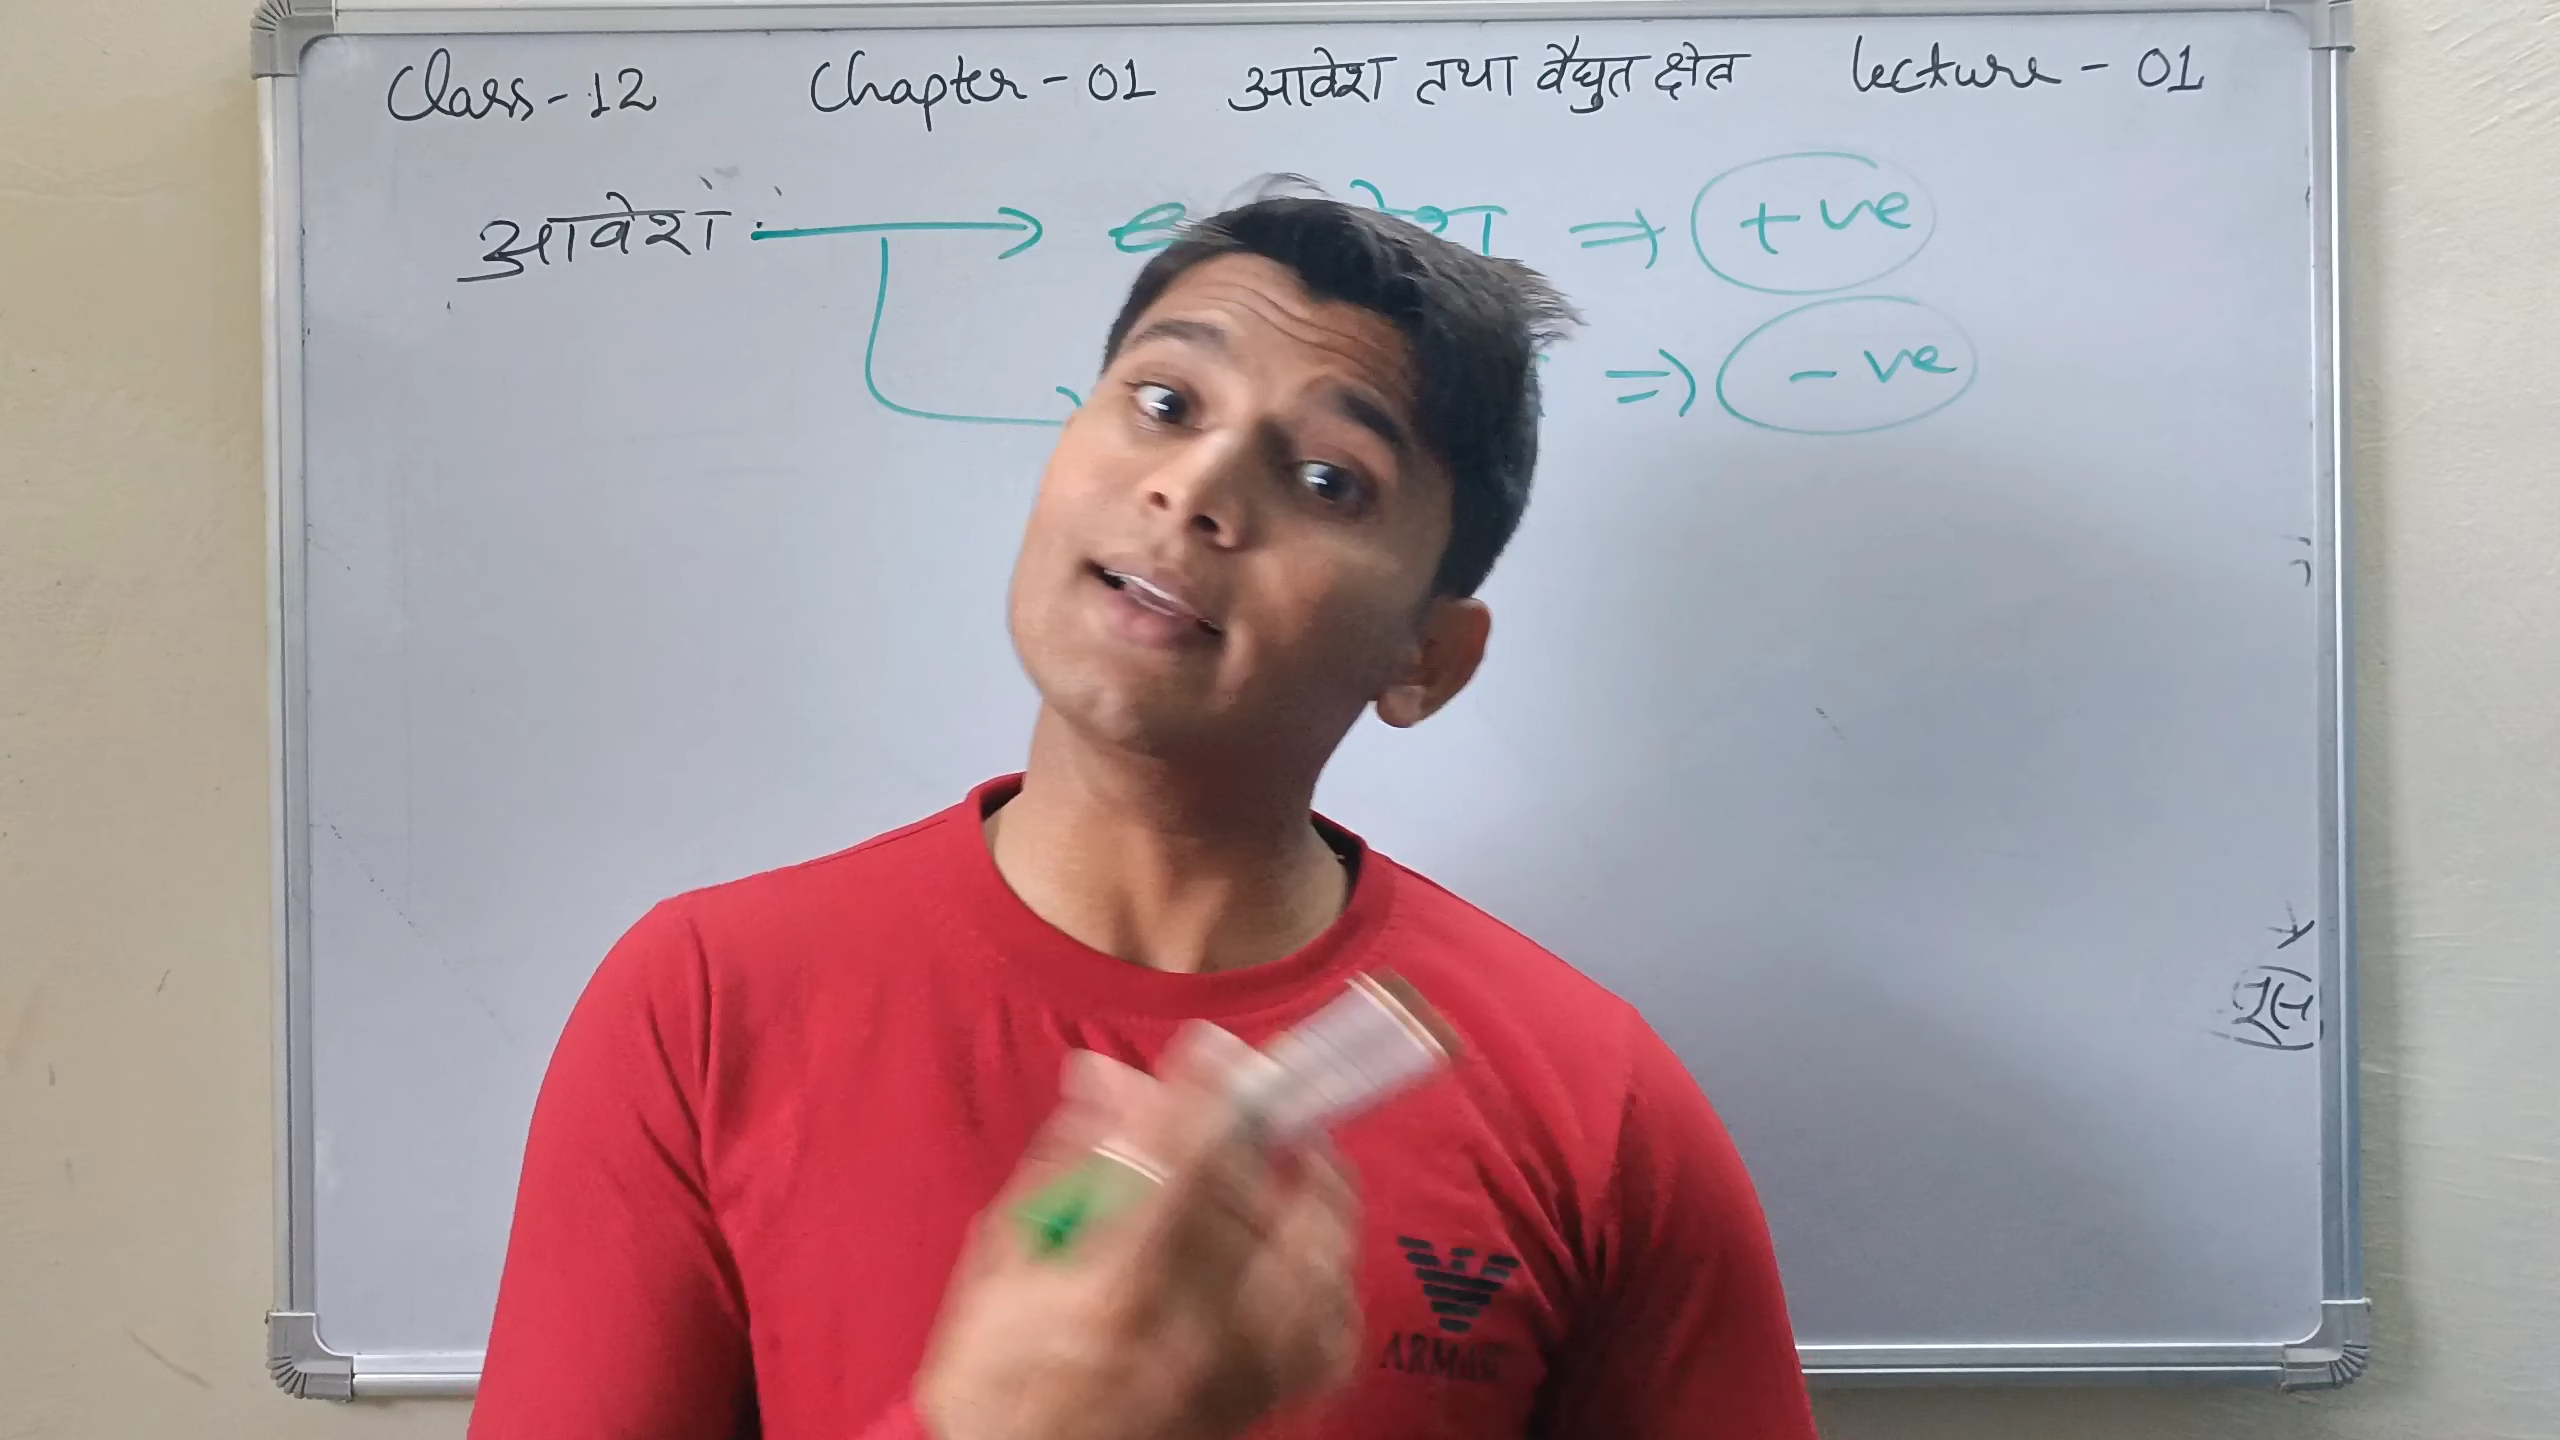 Class-12 Chapter-01 आवेश तथा वैद्युत क्षेत्र lecture-01
आवेश :- → ⇒ +ve
⇒ -ve
ARMANI